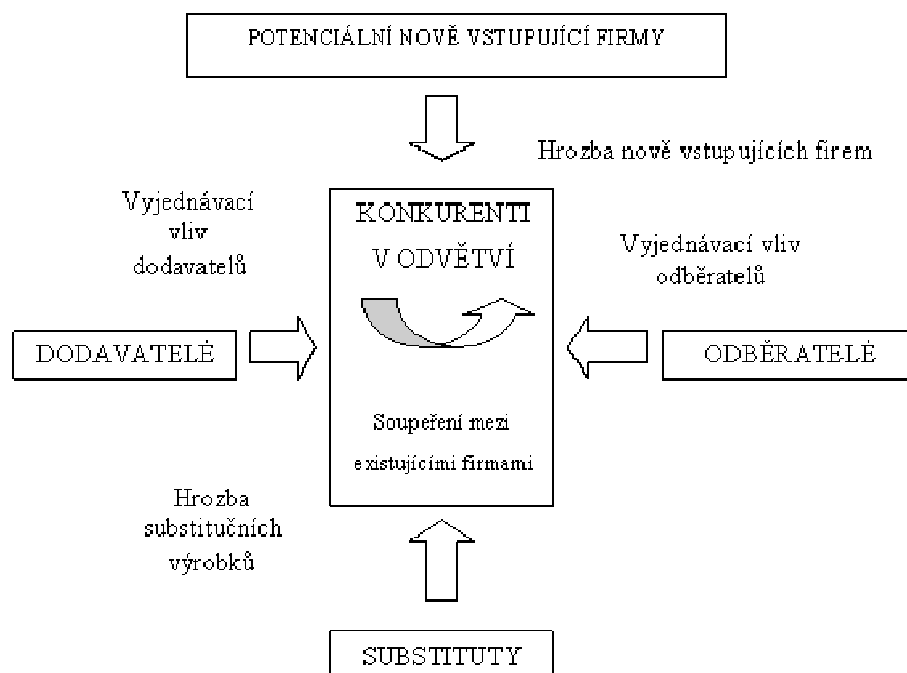 POTENCIÁLNÍ NOVĚ VSTUPUJÍCÍ FIRMY
Hrozba nově vstupujících firem
Vyjednávací
vliv
dodavatelů
KONKURENTI
V ODVĚTVÍ
Vyjednávací vliv
odběratelů
DODAVATELÉ
ODBĚRATELÉ
Soupeření mezi
existujícími firmami
Hrozba
substitučních
výrobků
SUBSTITUTY